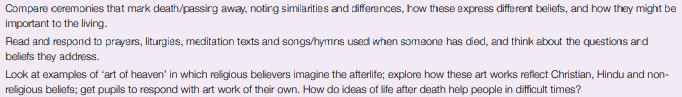 Compare ceremonies that mark death/passing away, noting similarities and differences, how these express different beliefs, and how they might be
important to the living.
Read and respond to prayers, liturgies, meditation texts and songs/hymns used when someone has died, and think about the questions and
beliefs they address.
Look at examples of ‘art of heaven’ in which religious believers imagine the afterlife; explore how these art works reflect Christian, Hindu and non-
religious beliefs; get pupils to respond with art work of their own. How do ideas of life after death help people in difficult times?